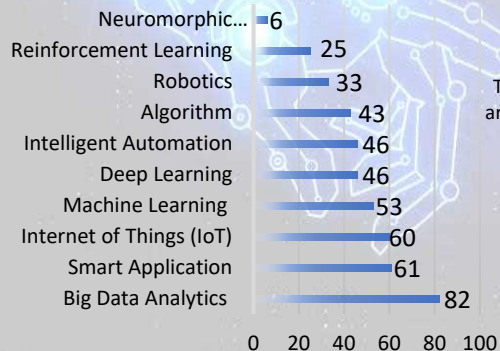 Neuromorphic... 6
Reinforcement Learning 25
Robotics 33
Algorithm 43
Intelligent Automation 46
Deep Learning 46
Machine Learning 53
Internet of Things (IoT) 60
Smart Application 61
Big Data Analytics 82
0 20 40 60 80 100